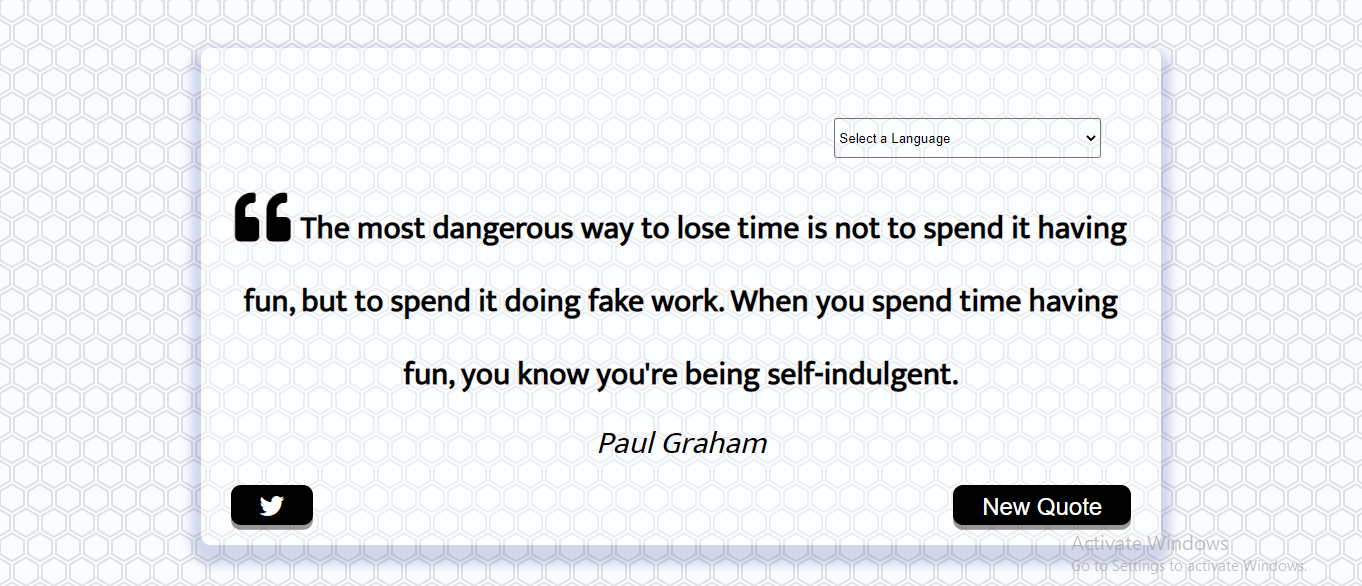 Select a Language
The most dangerous way to lose time is not to spend it having
fun, but to spend it doing fake work. When you spend time having
fun, you know you're being self-indulgent.
Paul Graham
New Quote
Activate Windows
Go to Settings to activate Windows.